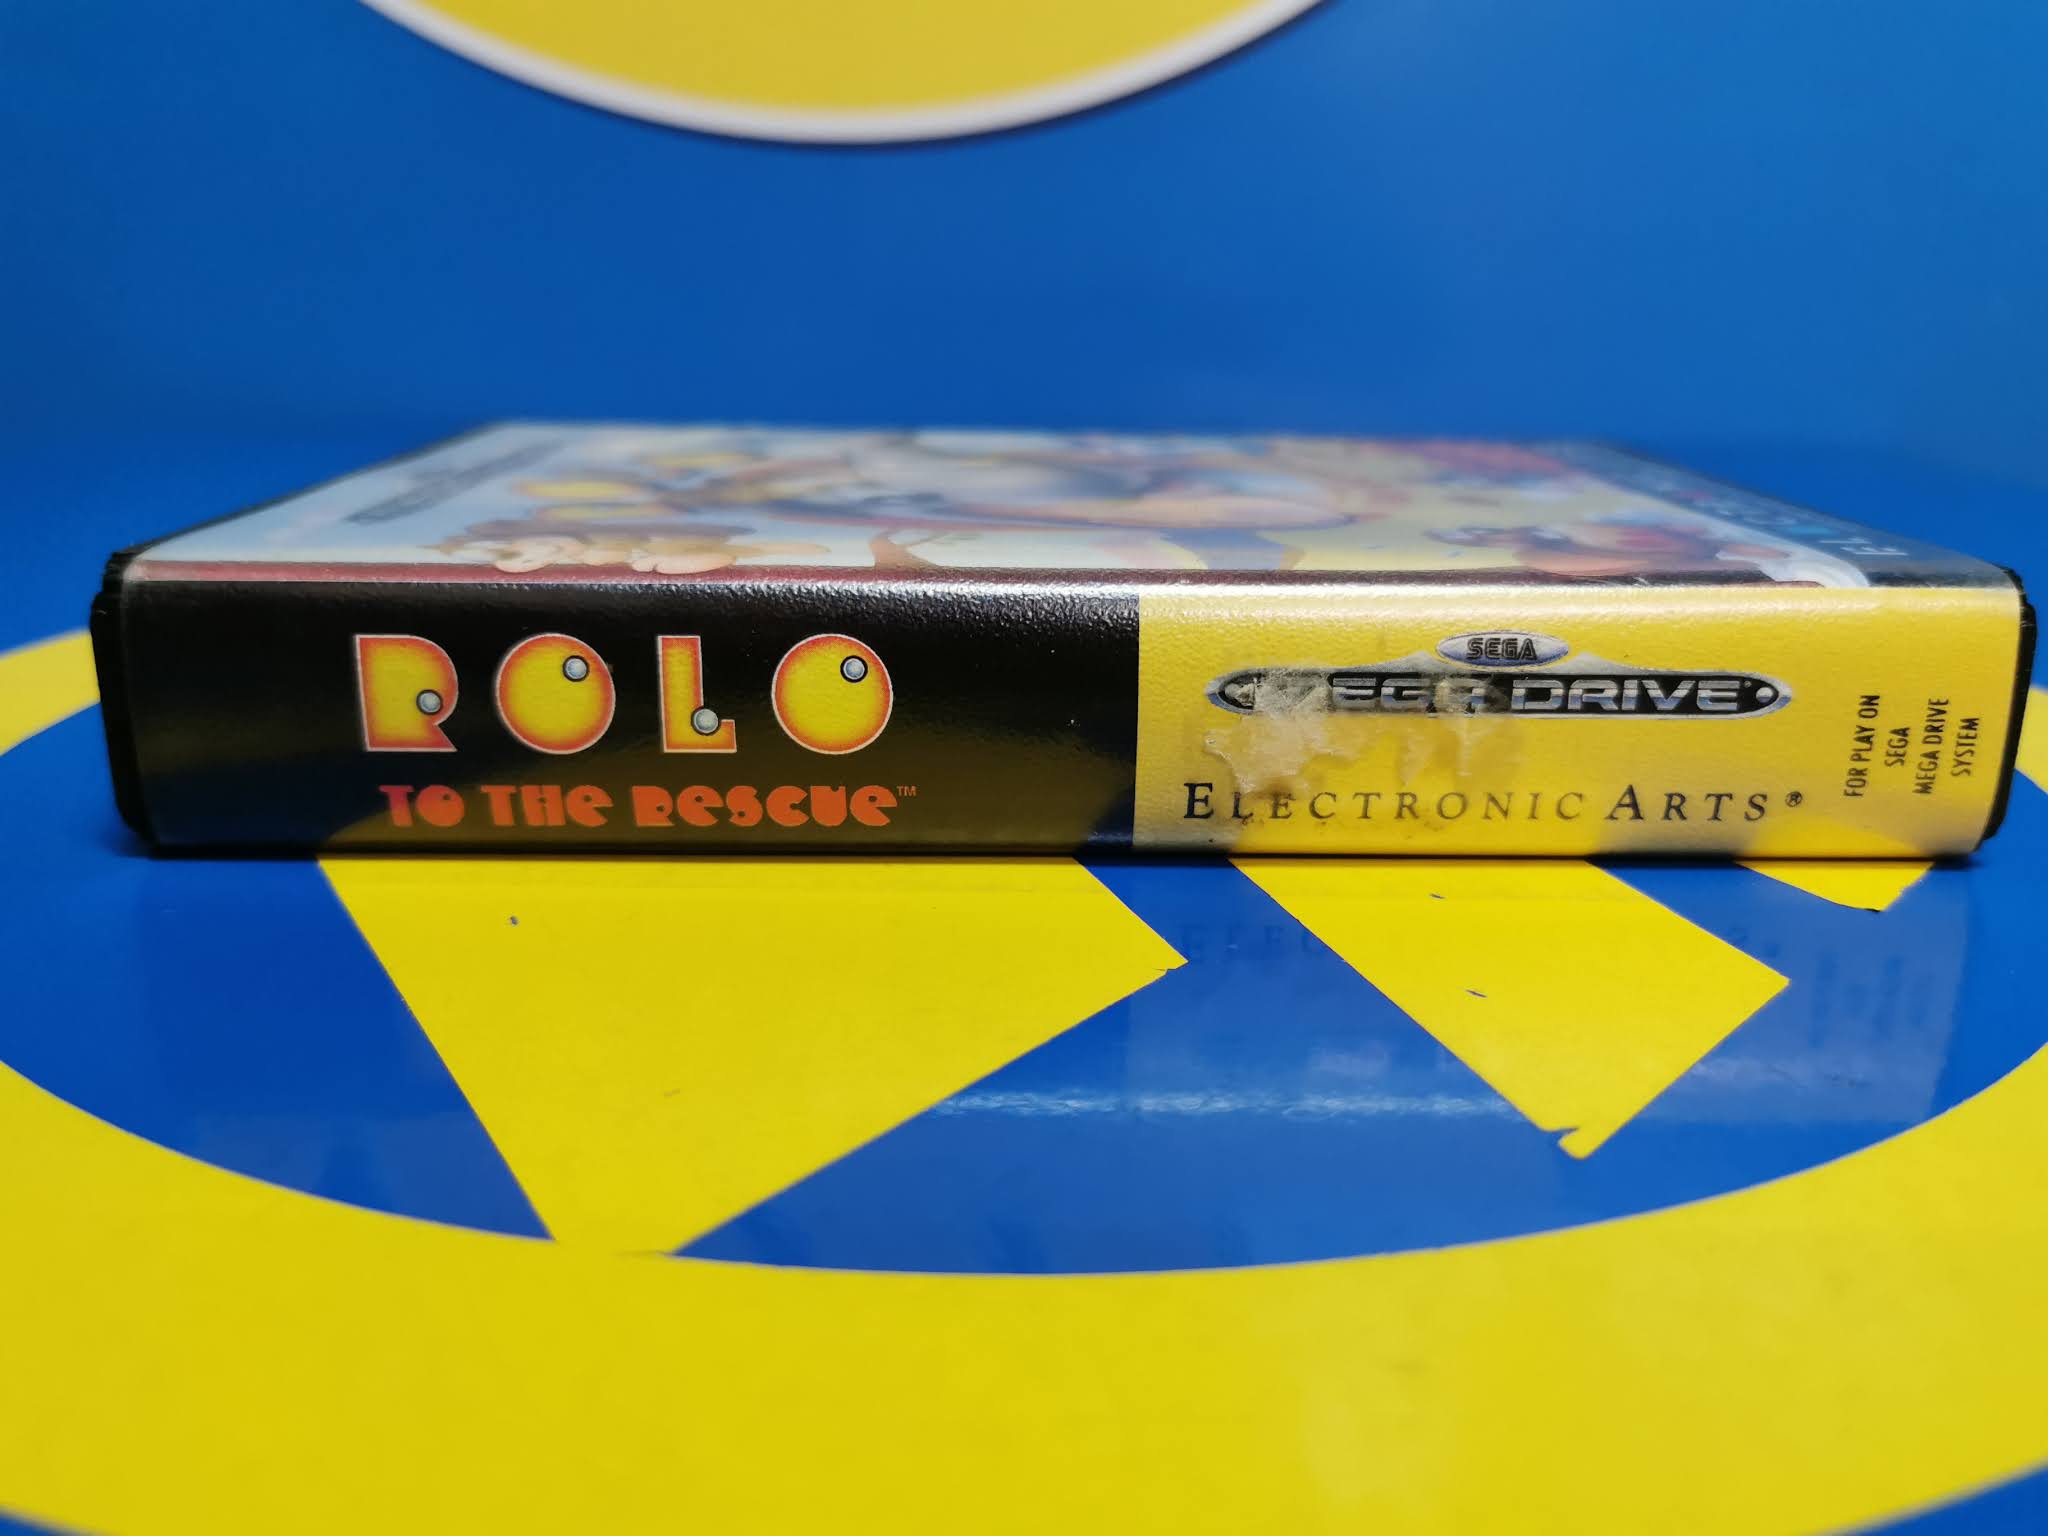 ROLO
TO THE RESCUE™
SEGA
MEGA DRIVE
ELECTRONIC ARTS®
FOR PLAY ON
SEGA
MEGA DRIVE
SYSTEM